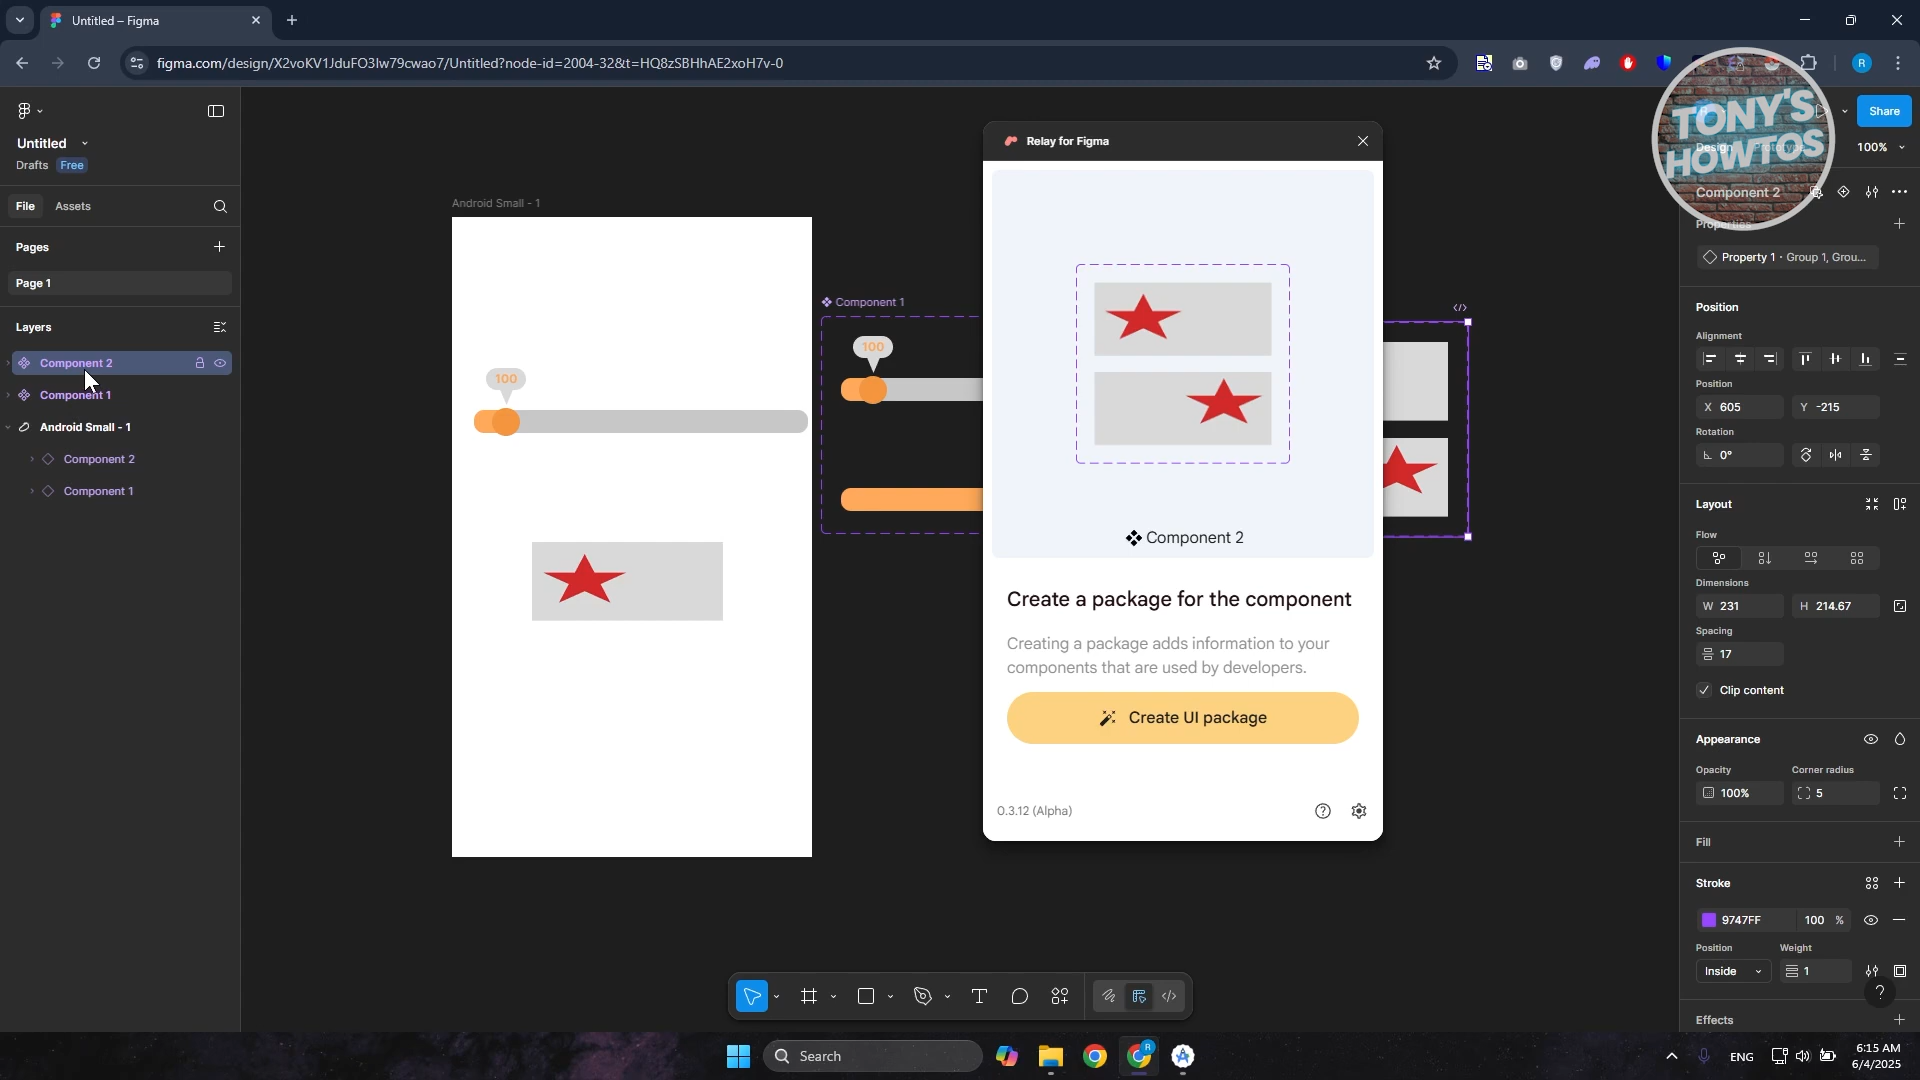 Untitled – Figma
figma.com/design/X2voKV1JduFO3lw79cwao7/Untitled?node-id=2004-32&t=HQ8zSBHhAE2xoH7v-0
R
TONY'S
HOWTOS
Share
Untitled
Drafts Free
Design Prototype 100%
File Assets
Pages
Page 1
Layers
Component 2
Component 1
Android Small - 1
Component 2
Component 1
Android Small - 1
100
Component 1
100
Relay for Figma
Component 2
Create a package for the component
Creating a package adds information to your
components that are used by developers.
Create UI package
0.3.12 (Alpha)
Component 2
Properties
Property 1 · Group 1, Grou...
Position
Alignment
Position
X 605 Y -215
Rotation
0°
Layout
Flow
Dimensions
W 231 H 214.67
Spacing
17
Clip content
Appearance
Opacity Corner radius
100% 5
Fill
Stroke
9747FF 100 %
Position Weight
Inside 1
?
Effects
Search
R
ENG
6:15 AM
6/4/2025